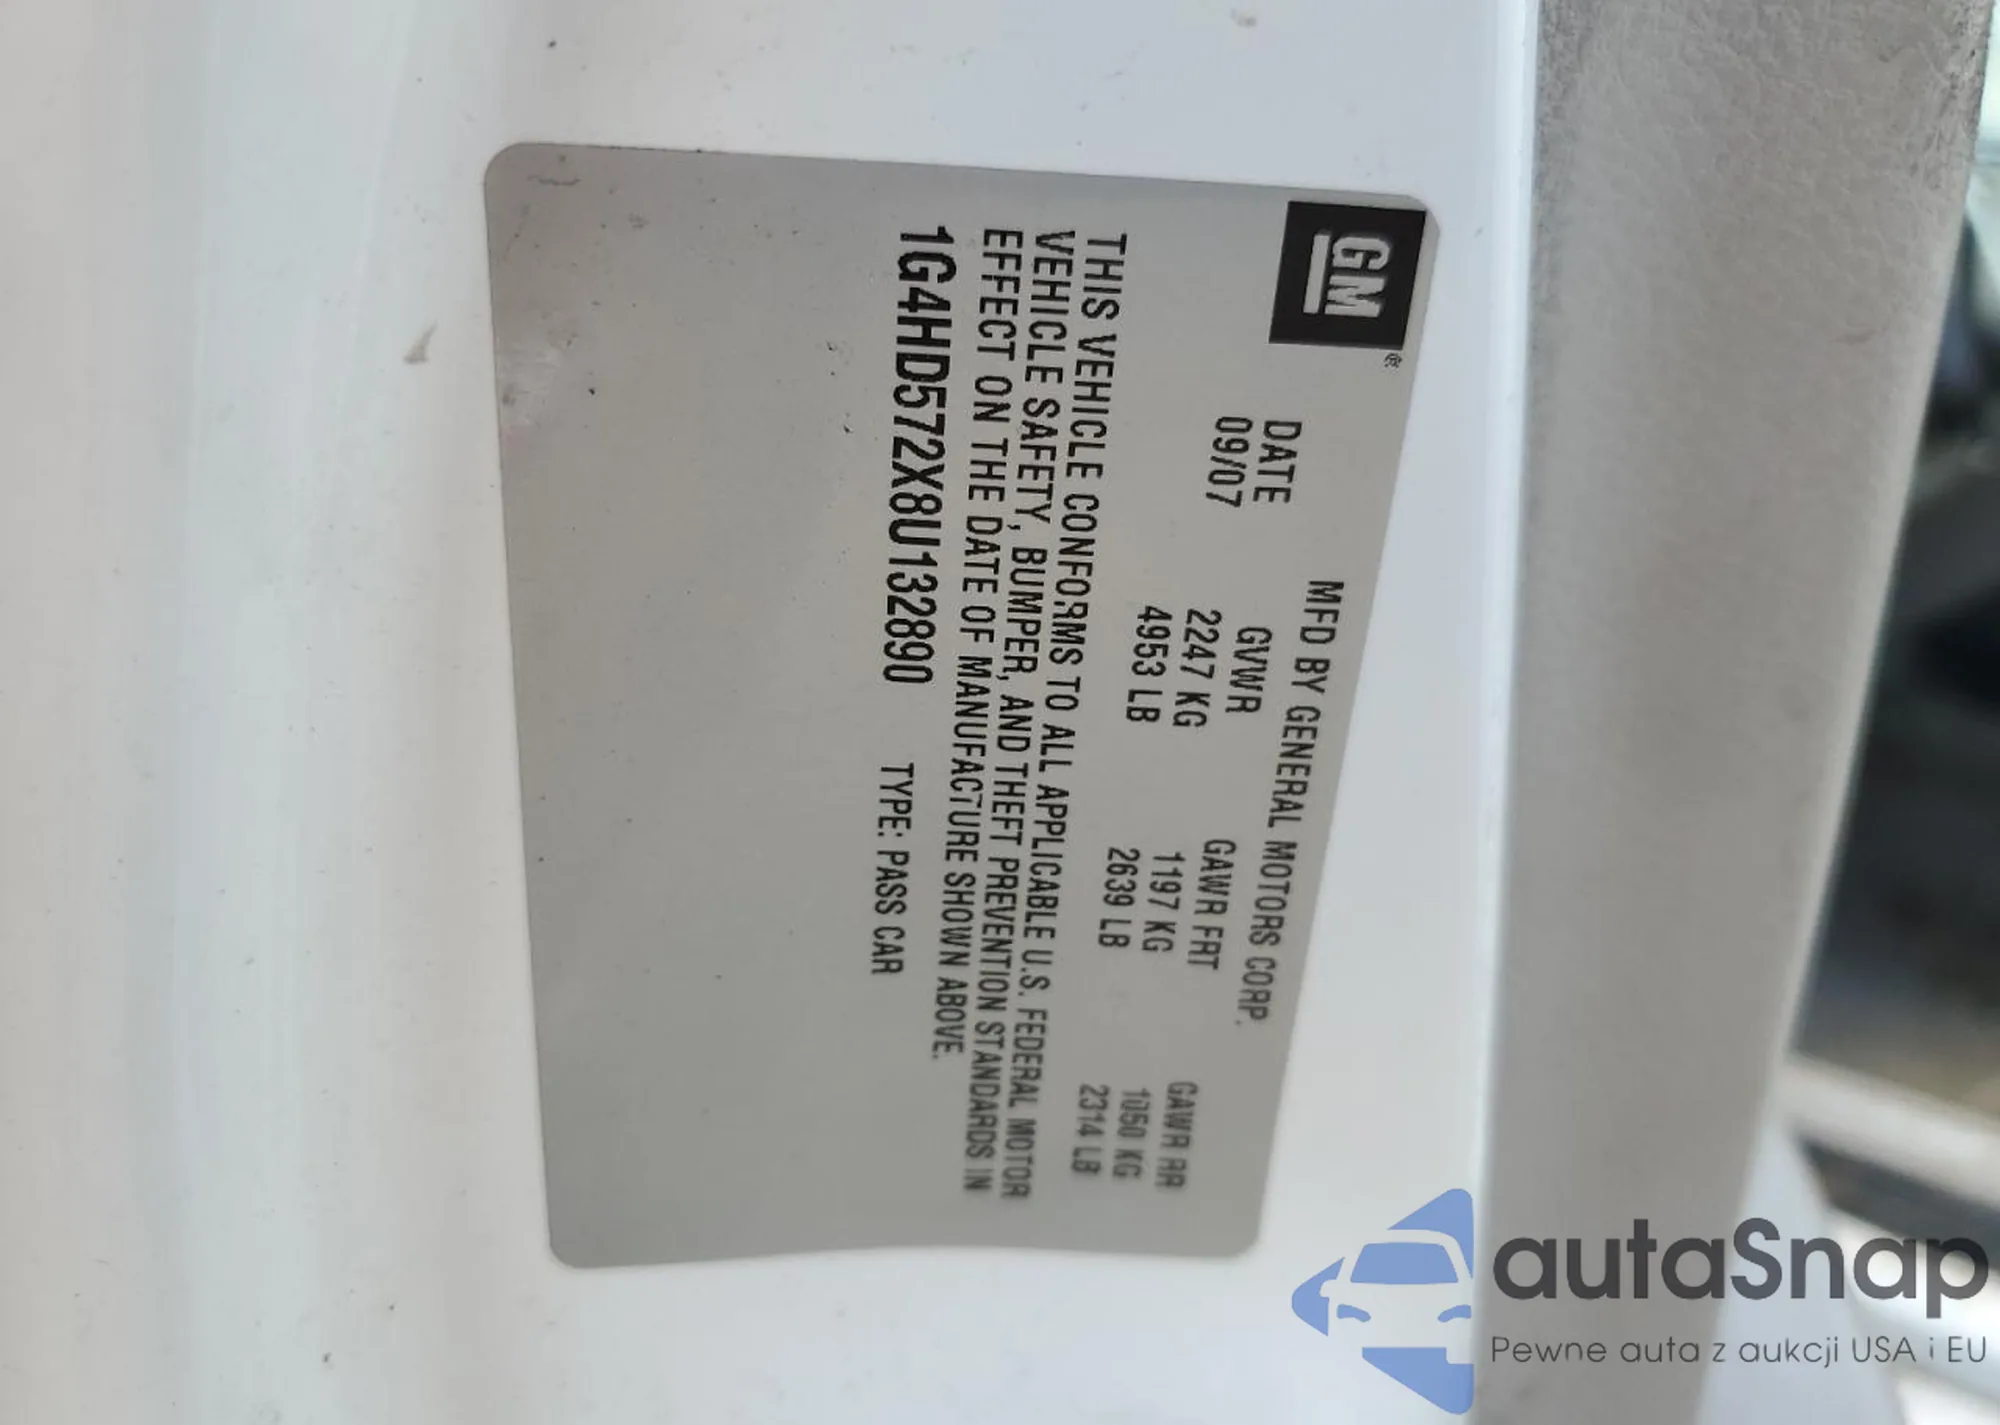 GM®
MFD BY GENERAL MOTORS CORP.
DATE GVWR GAWR FRT GAWR RR
09/07 2247 KG 1197 KG 1050 KG
4953 LB 2639 LB 2314 LB
THIS VEHICLE CONFORMS TO ALL APPLICABLE U.S. FEDERAL MOTOR
VEHICLE SAFETY, BUMPER, AND THEFT PREVENTION STANDARDS IN
EFFECT ON THE DATE OF MANUFACTURE SHOWN ABOVE.
1G4HD572X8U132890 TYPE: PASS CAR
autaSnap
Pewne auta z aukcji USA i EU